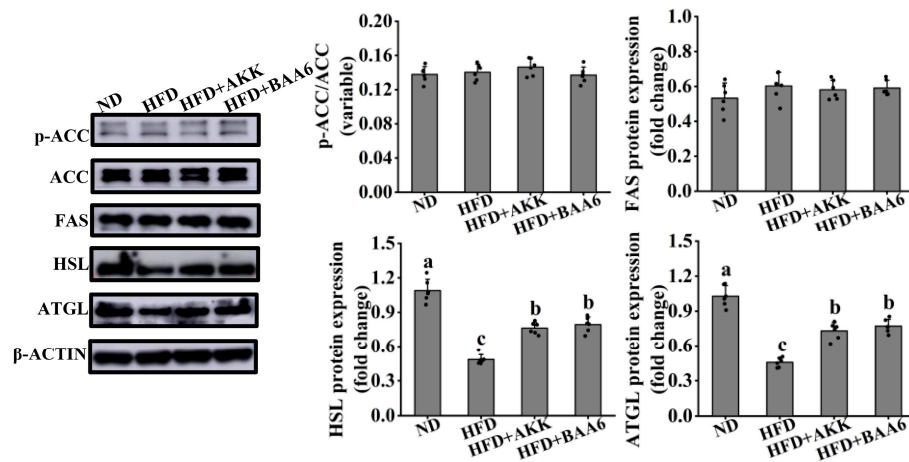 ND HFD HFD+AKK HFD+BAA6
p-ACC
ACC
FAS
HSL
ATGL
β-ACTIN
p-ACC/ACC
(variable)
0.20
0.16
0.12
0.08
0.04
0.00
ND HFD HFD+AKK HFD+BAA6
FAS protein expression
(fold change)
1.0
0.8
0.6
0.4
0.2
0.0
ND HFD HFD+AKK HFD+BAA6
HSL protein expression
(fold change)
1.5
1.2
0.9
0.6
0.3
0.0
a c b b
ND HFD HFD+AKK HFD+BAA6
ATGL protein expression
(fold change)
1.5
1.2
0.9
0.6
0.3
0.0
a c b b
ND HFD HFD+AKK HFD+BAA6